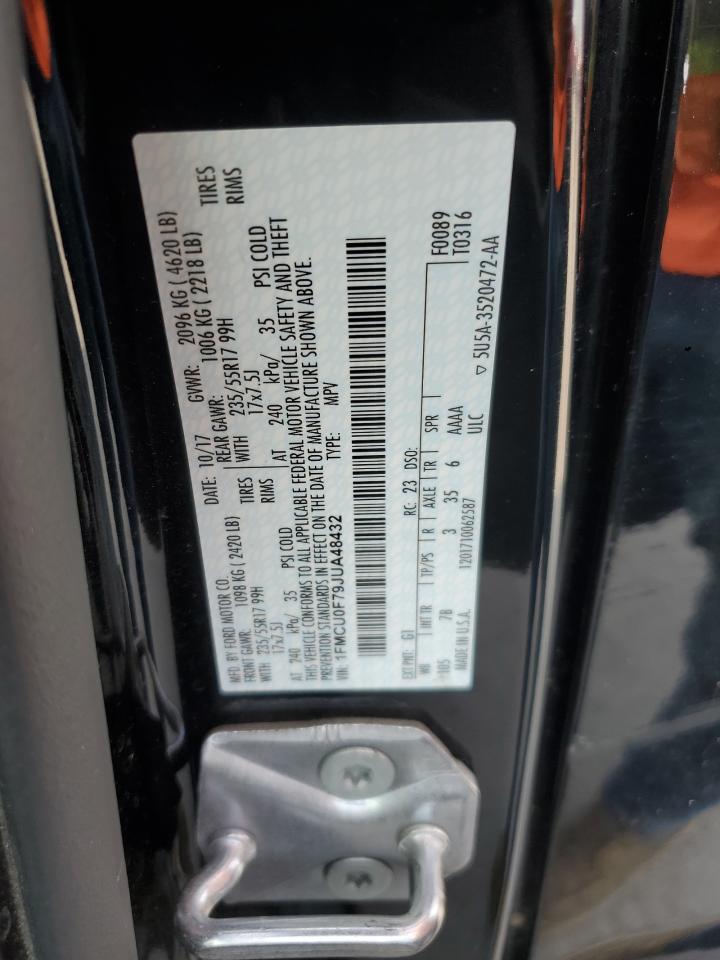 MFD. BY FORD MOTOR CO. DATE: 10/17 GVWR: 2096 KG ( 4620 LB)
FRONT GAWR: 1098 KG ( 2420 LB) REAR GAWR: 1006 KG ( 2218 LB)
WITH 235/55R17 99H TIRES WITH 235/55R17 99H TIRES
17x7.5J RIMS 17x7.5J RIMS
AT 240 kPa/ 35 PSI COLD AT 240 kPa/ 35 PSI COLD
THIS VEHICLE CONFORMS TO ALL APPLICABLE FEDERAL MOTOR VEHICLE SAFETY AND THEFT
PREVENTION STANDARDS IN EFFECT ON THE DATE OF MANUFACTURE SHOWN ABOVE.
VIN: 1FMCU0F79JUA48432 TYPE: MPV
EXT PNT: G1 RC: 23 DSO: F0089
WB INT TR TP/PS R AXLE TR SPR T0316
105 7B 3 35 6 AAAA
MADE IN U.S.A. 1201710062587 ULC
▽ 5U5A-3520472-AA